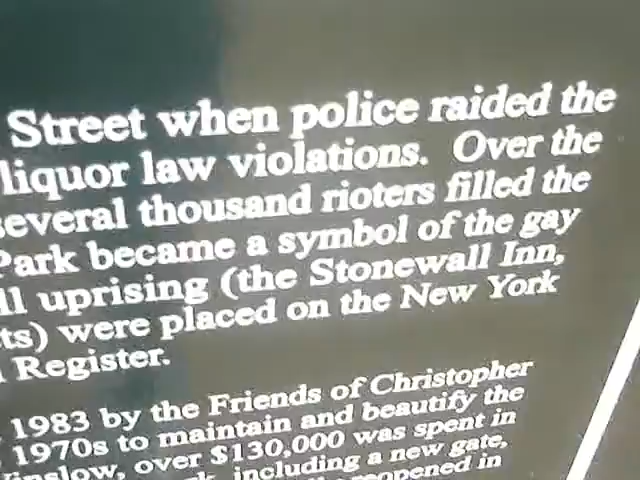 Street when police raided the
liquor law violations. Over the
several thousand rioters filled the
Park became a symbol of the gay
ll uprising (the Stonewall Inn,
ts) were placed on the New York
l Register.
1983 by the Friends of Christopher
1970s to maintain and beautify the
inslow, over $130,000 was spent in
including a new gate,
reopened in